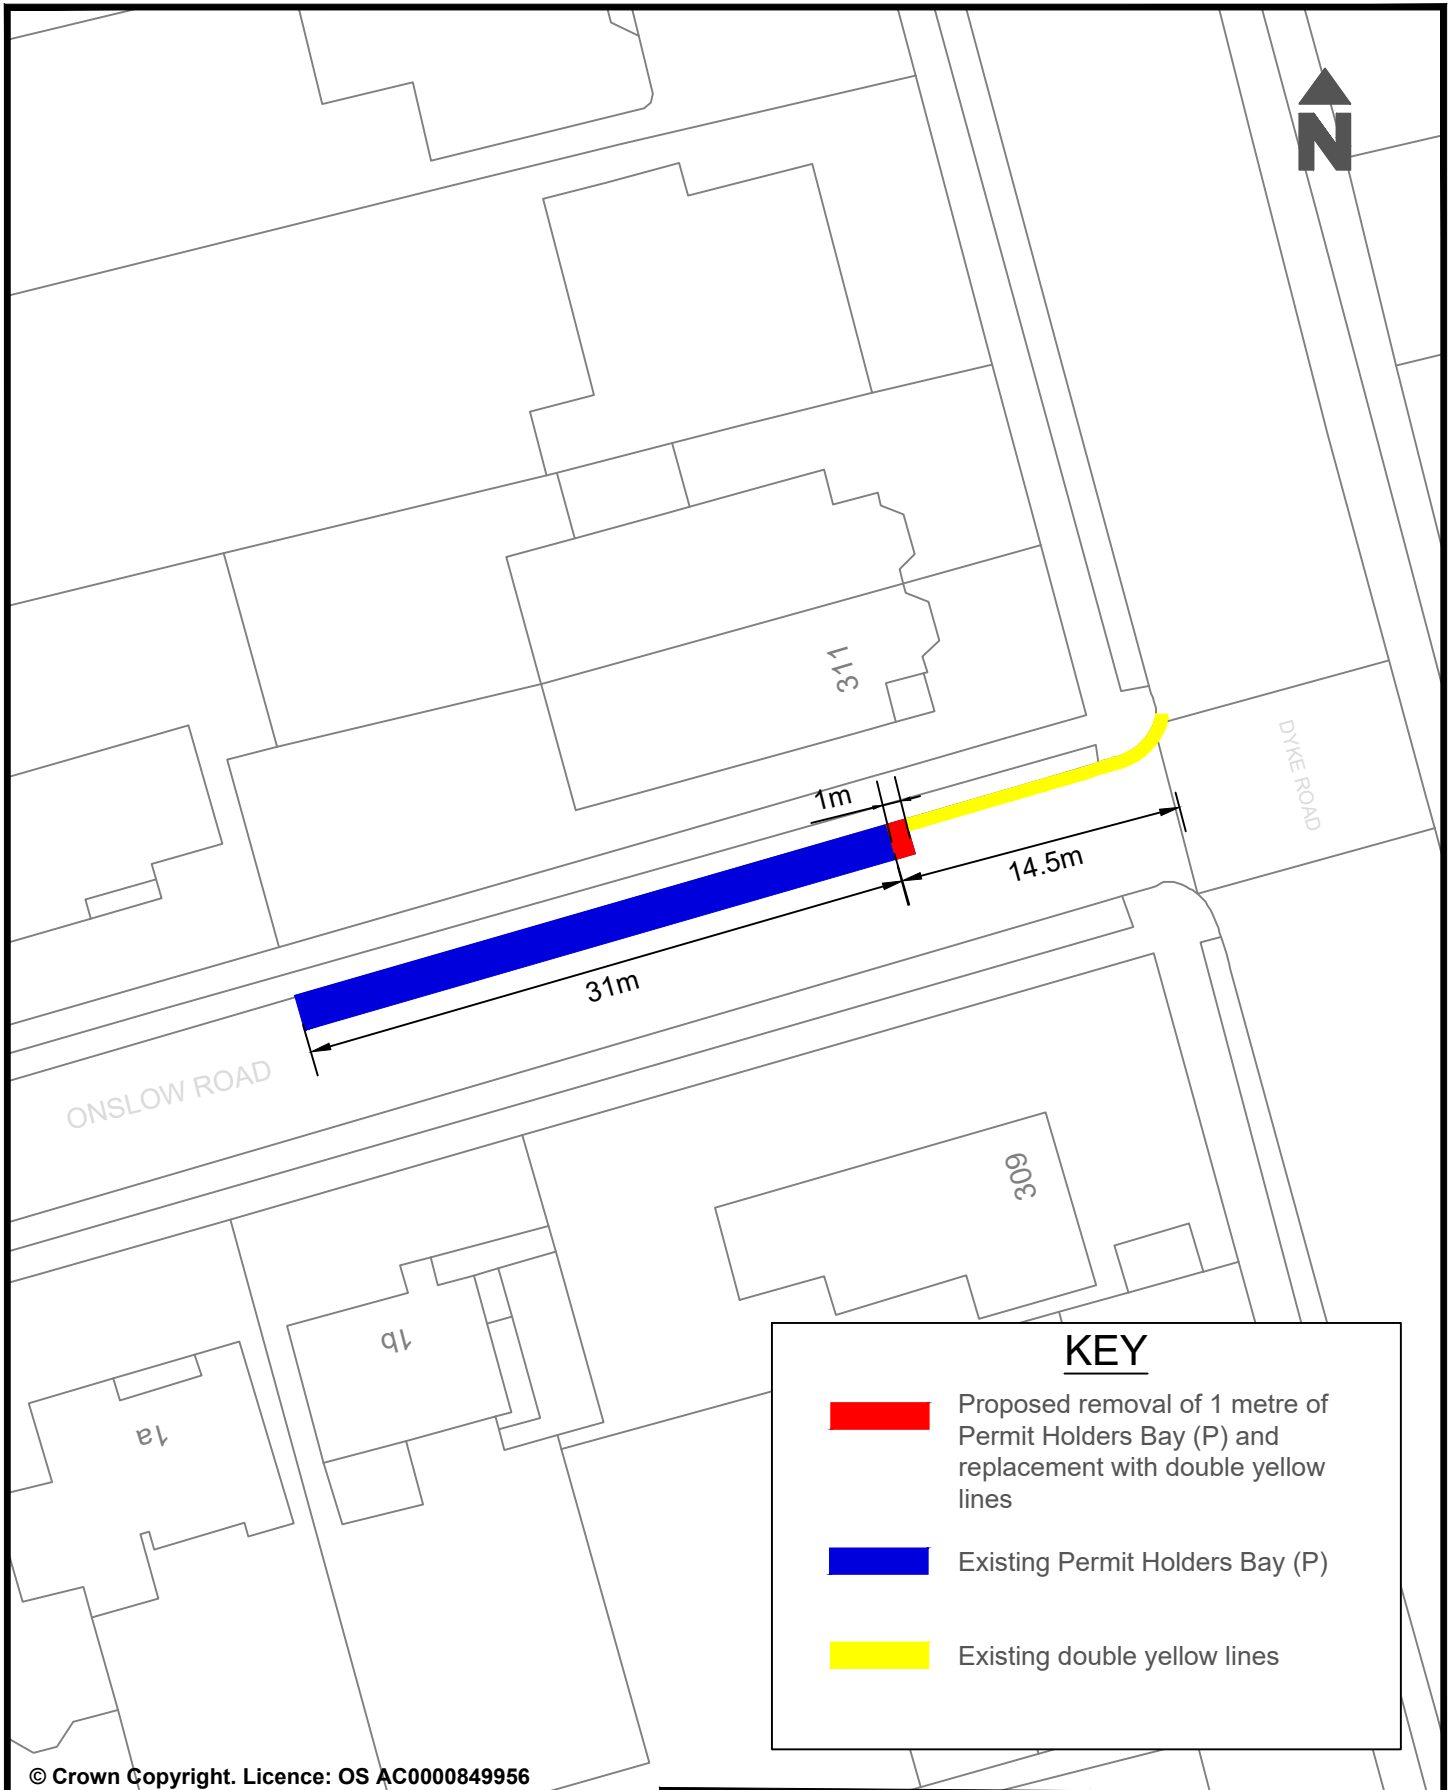 N
311
DYKE ROAD
1m
14.5m
31m
ONSLOW ROAD
309
1b
1a
KEY
Proposed removal of 1 metre of
Permit Holders Bay (P) and
replacement with double yellow
lines
Existing Permit Holders Bay (P)
Existing double yellow lines
© Crown Copyright. Licence: OS AC0000849956